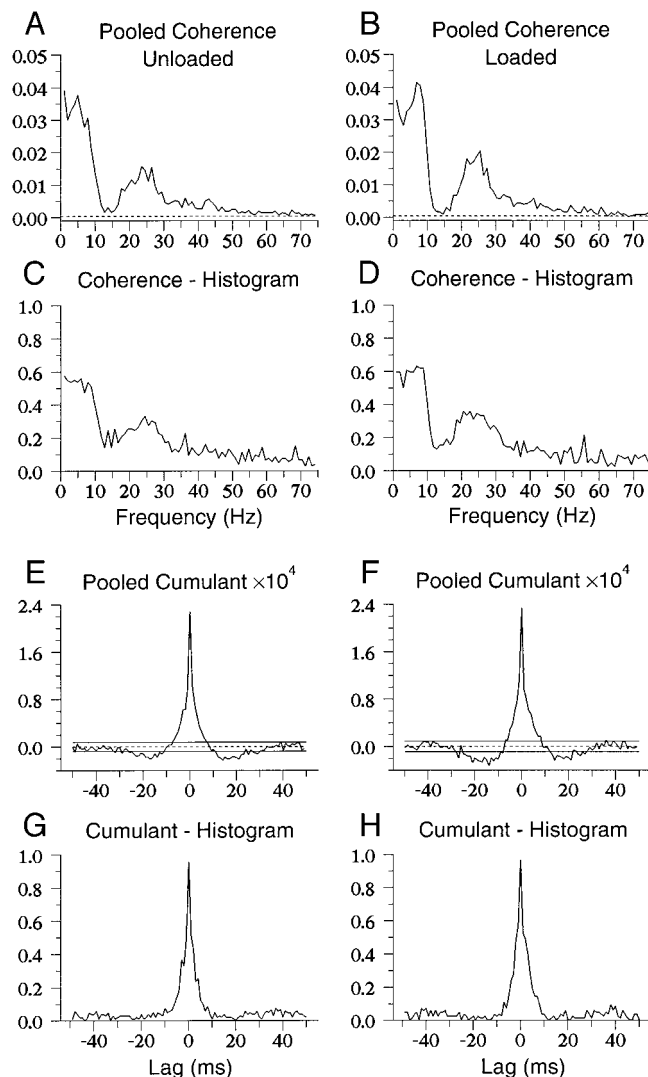 A
Pooled Coherence
Unloaded
B
Pooled Coherence
Loaded
0.05
0.04
0.03
0.02
0.01
0.00
0 10 20 30 40 50 60 70
0.05
0.04
0.03
0.02
0.01
0.00
0 10 20 30 40 50 60 70
C
Coherence - Histogram
D
Coherence - Histogram
1.0
0.8
0.6
0.4
0.2
0.0
0 10 20 30 40 50 60 70
Frequency (Hz)
1.0
0.8
0.6
0.4
0.2
0.0
0 10 20 30 40 50 60 70
Frequency (Hz)
E
Pooled Cumulant ×10⁴
F
Pooled Cumulant ×10⁴
2.4
1.6
0.8
0.0
-40 -20 0 20 40
2.4
1.6
0.8
0.0
-40 -20 0 20 40
G
Cumulant - Histogram
H
Cumulant - Histogram
1.0
0.8
0.6
0.4
0.2
0.0
-40 -20 0 20 40
Lag (ms)
1.0
0.8
0.6
0.4
0.2
0.0
-40 -20 0 20 40
Lag (ms)